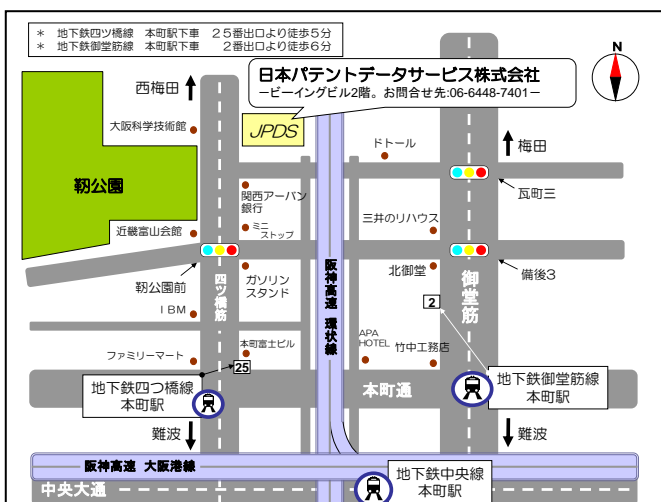 * 地下鉄四ツ橋線 本町駅下車 25番出口より徒歩5分
* 地下鉄御堂筋線 本町駅下車 2番出口より徒歩6分
N
日本パテントデータサービス株式会社
－ビーイングビル2階。お問合せ先:06-6448-7401－
西梅田
JPDS
大阪科学技術館
ドトール
梅田
靭公園
瓦町三
関西アーバン
銀行
ミニ
ストップ
三井のリハウス
近畿富山会館
靭公園前
ガソリン
スタンド
四ツ橋筋
阪神高速 環状線
北御堂
御堂筋
備後3
2
IBM
本町富士ビル
APA
HOTEL
竹中工務店
ファミリーマート
25
地下鉄四つ橋線
本町駅
本町通
地下鉄御堂筋線
本町駅
難波
難波
阪神高速 大阪港線
地下鉄中央線
本町駅
中央大通